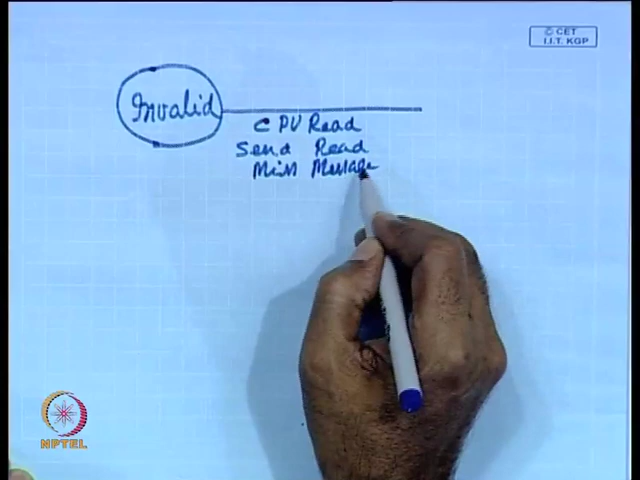 © CET
I.I.T. KGP
Invalid
CPU Read
Send Read
Miss Message
NPTEL